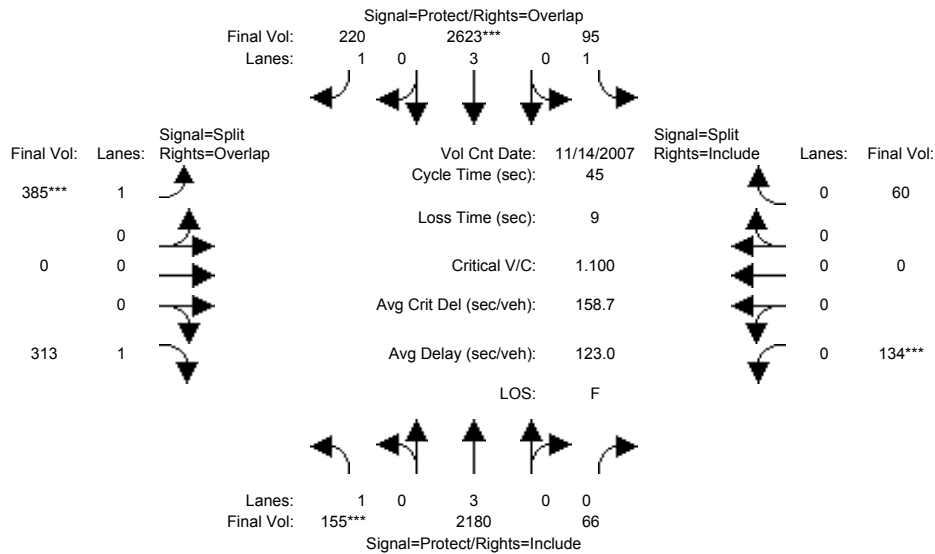 Signal=Protect/Rights=Overlap
Final Vol: 220 2623*** 95
Lanes: 1 0 3 0 1
Signal=Split Signal=Split
Final Vol: Lanes: Rights=Overlap Vol Cnt Date: 11/14/2007 Rights=Include Lanes: Final Vol:
Cycle Time (sec): 45
385*** 1 0 60
Loss Time (sec): 9
0 0
0 0 Critical V/C: 1.100 0 0
0 Avg Crit Del (sec/veh): 158.7 0
313 1 Avg Delay (sec/veh): 123.0 0 134***
LOS: F
Lanes: 1 0 3 0 0
Final Vol: 155*** 2180 66
Signal=Protect/Rights=Include